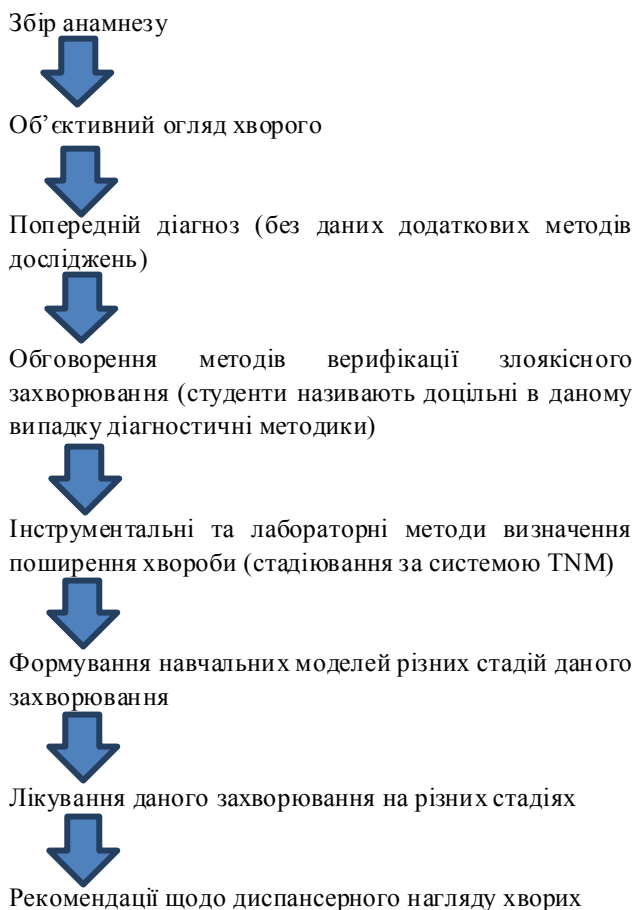 Збір анамнезу
Об’єктивний огляд хворого
Попередній діагноз (без даних додаткових методів
досліджень)
Обговорення методів верифікації злоякісного
захворювання (студенти називають доцільні в даному
випадку діагностичні методики)
Інструментальні та лабораторні методи визначення
поширення хвороби (стадіювання за системою TNM)
Формування навчальних моделей різних стадій даного
захворювання
Лікування даного захворювання на різних стадіях
Рекомендації щодо диспансерного нагляду хворих